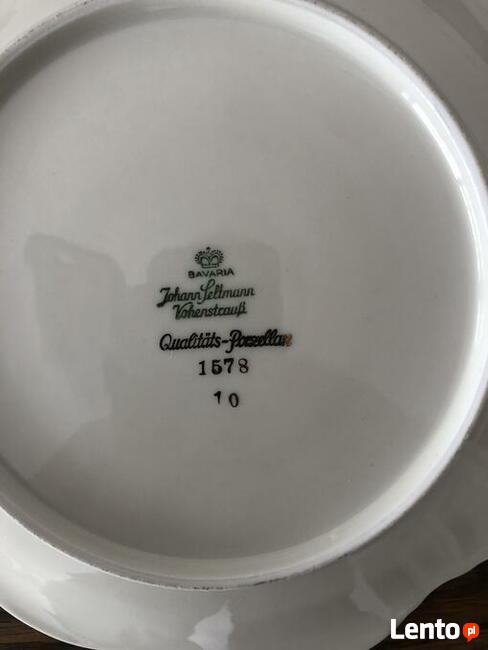 BAVARIA
Johann Seltmann
Vohenstrauß
Qualitäts-Porzellan
1578
10
Lento.pl